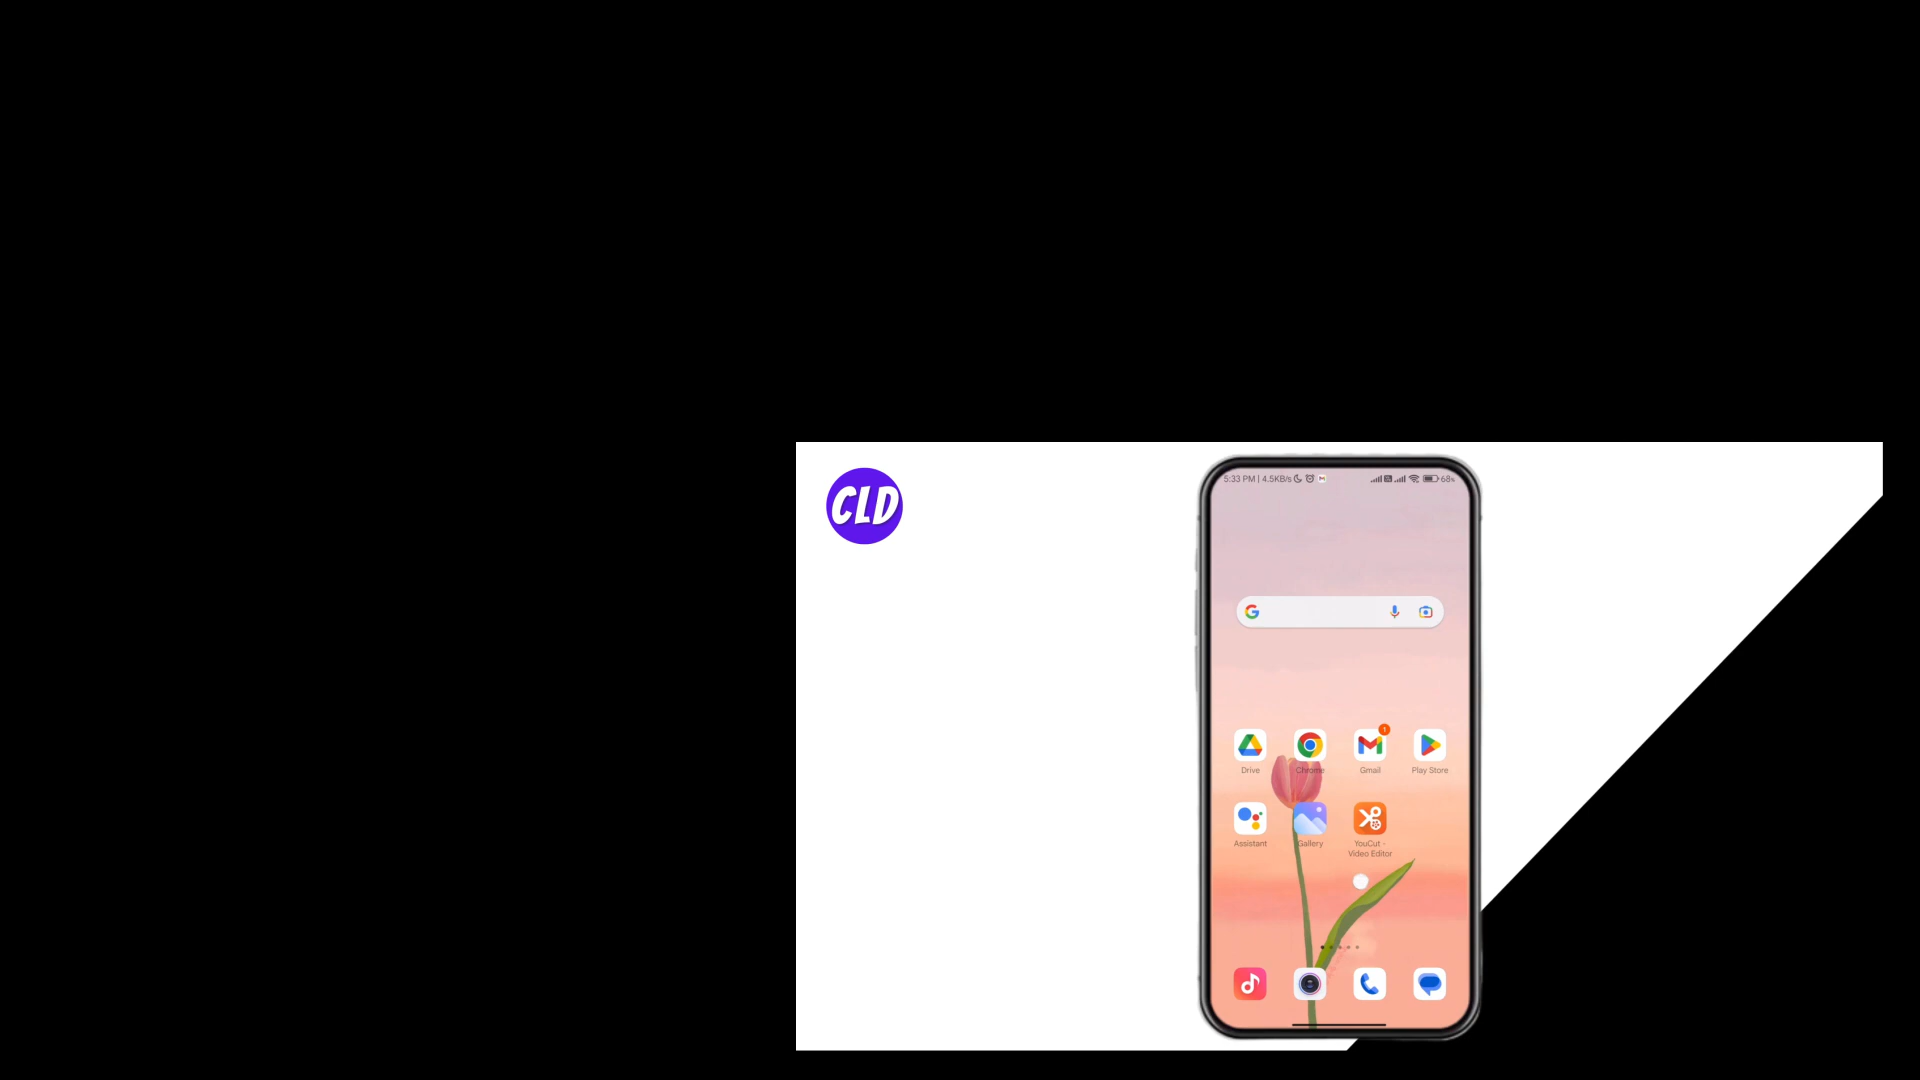 CLD
5:33 PM | 4.5KB/s
68%
Drive Chrome Gmail Play Store
Assistant Gallery YouCut -
Video Editor